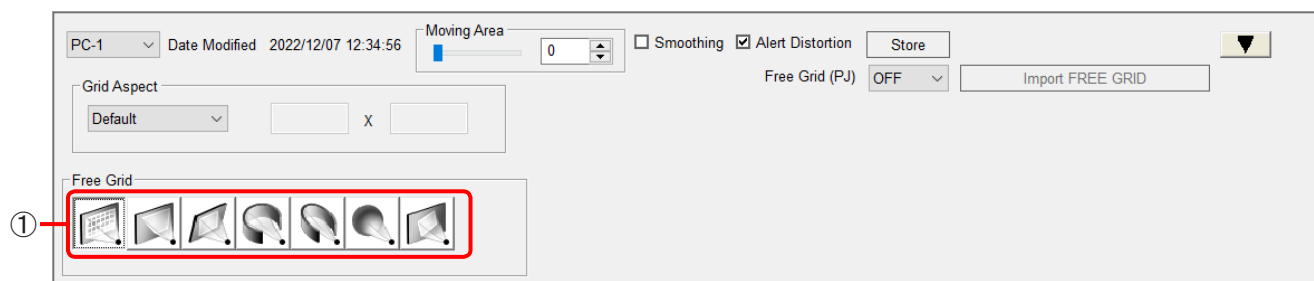 PC-1 Date Modified 2022/12/07 12:34:56 Moving Area 0 Smoothing Alert Distortion Store
Free Grid (PJ) OFF Import FREE GRID
Grid Aspect
Default X
Free Grid
①